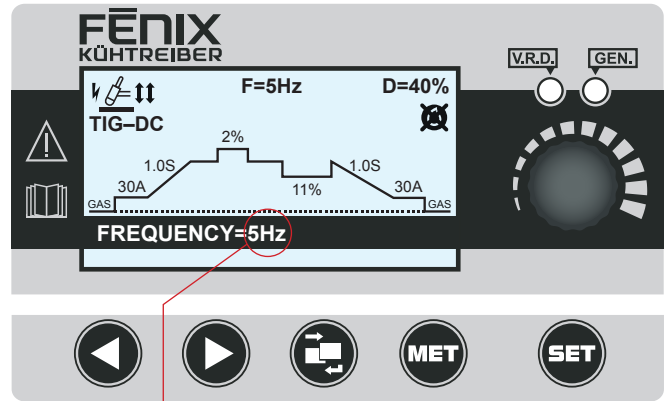 FĒNIX
KÜHTREIBER
V.R.D. GEN.
F=5Hz D=40%
TIG–DC
2%
1.0S 1.0S
11%
30A 30A
GAS GAS
FREQUENCY=5Hz
MET SET